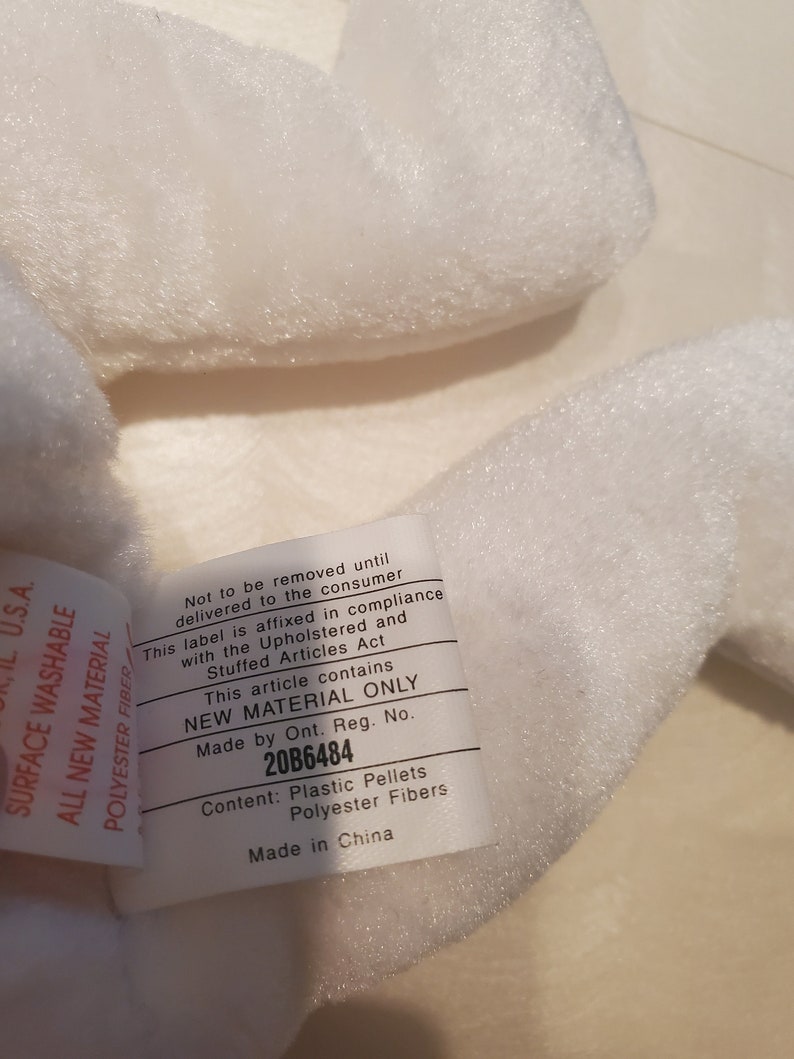 Not to be removed until
delivered to the consumer
This label is affixed in compliance
with the Upholstered and
Stuffed Articles Act
This article contains
NEW MATERIAL ONLY
Made by Ont. Reg. No.
20B6484
Content: Plastic Pellets
Polyester Fibers
Made in China
IL. U.S.A.
SURFACE WASHABLE
ALL NEW MATERIAL
POLYESTER FIBER